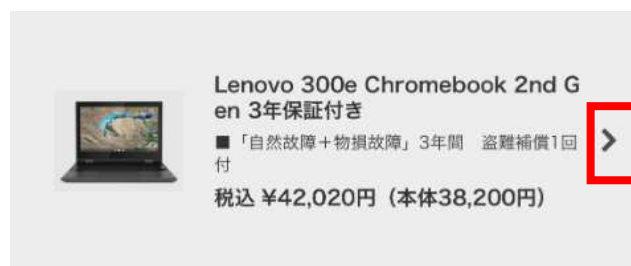 Lenovo 300e Chromebook 2nd G
en 3年保証付き
■「自然故障+物損故障」3年間　盗難補償1回
付
税込 ¥42,020円（本体38,200円）